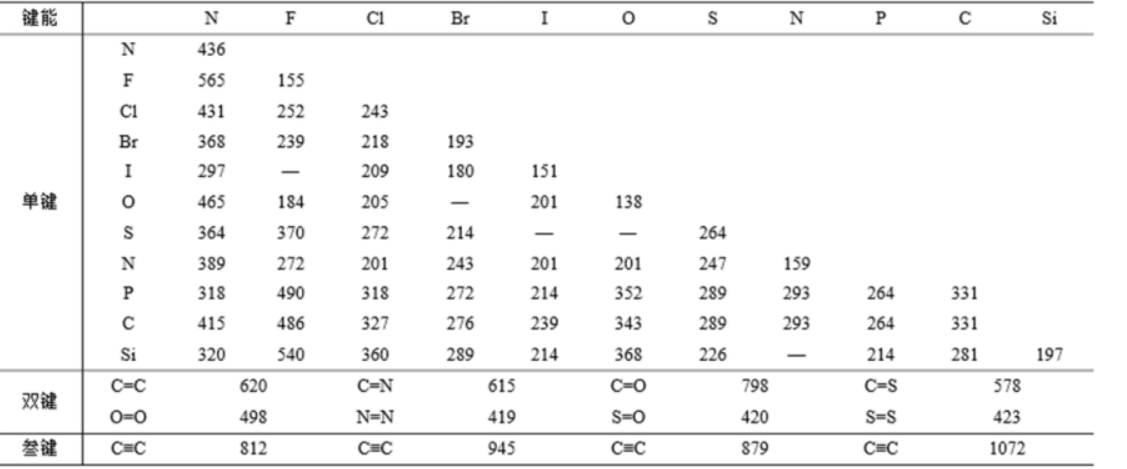 键能 N F Cl Br I O S N P C Si
N 436
F 565 155
Cl 431 252 243
Br 368 239 218 193
I 297 — 209 180 151
单键 O 465 184 205 — 201 138
S 364 370 272 214 — — 264
N 389 272 201 243 201 201 247 159
P 318 490 318 272 214 352 289 293 264 331
C 415 486 327 276 239 343 289 293 264 331
Si 320 540 360 289 214 368 226 — 214 281 197
双键 C=C 620 C=N 615 C=O 798 C=S 578
O=O 498 N=N 419 S=O 420 S=S 423
叁键 C≡C 812 C≡C 945 C≡C 879 C≡C 1072